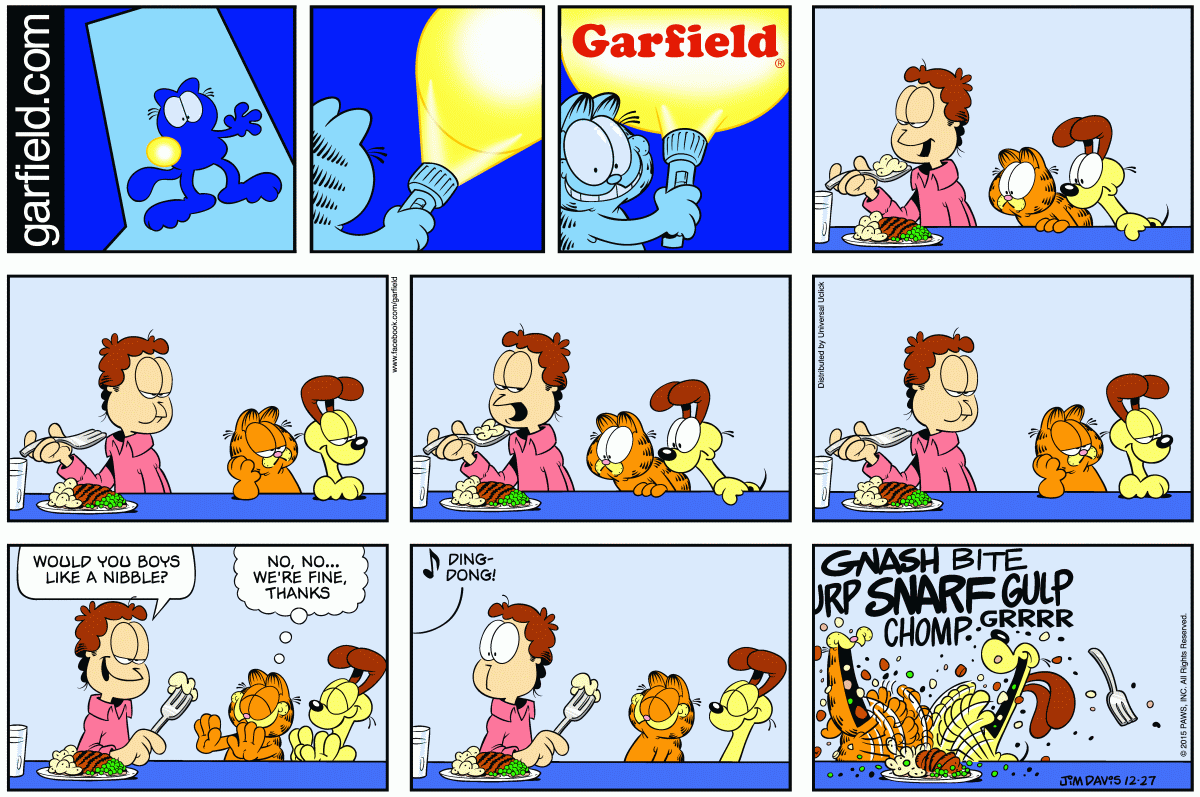 garfield.com
Garfield
®
www.facebook.com/garfield
Distributed by Universal Uclick
WOULD YOU BOYS
LIKE A NIBBLE?
NO, NO...
WE'RE FINE,
THANKS
DING-
DONG!
GNASH BITE
URP SNARF GULP
CHOMP GRRRR
© 2015 PAWS, INC. All Rights Reserved.
JIM DAVIS 12-27